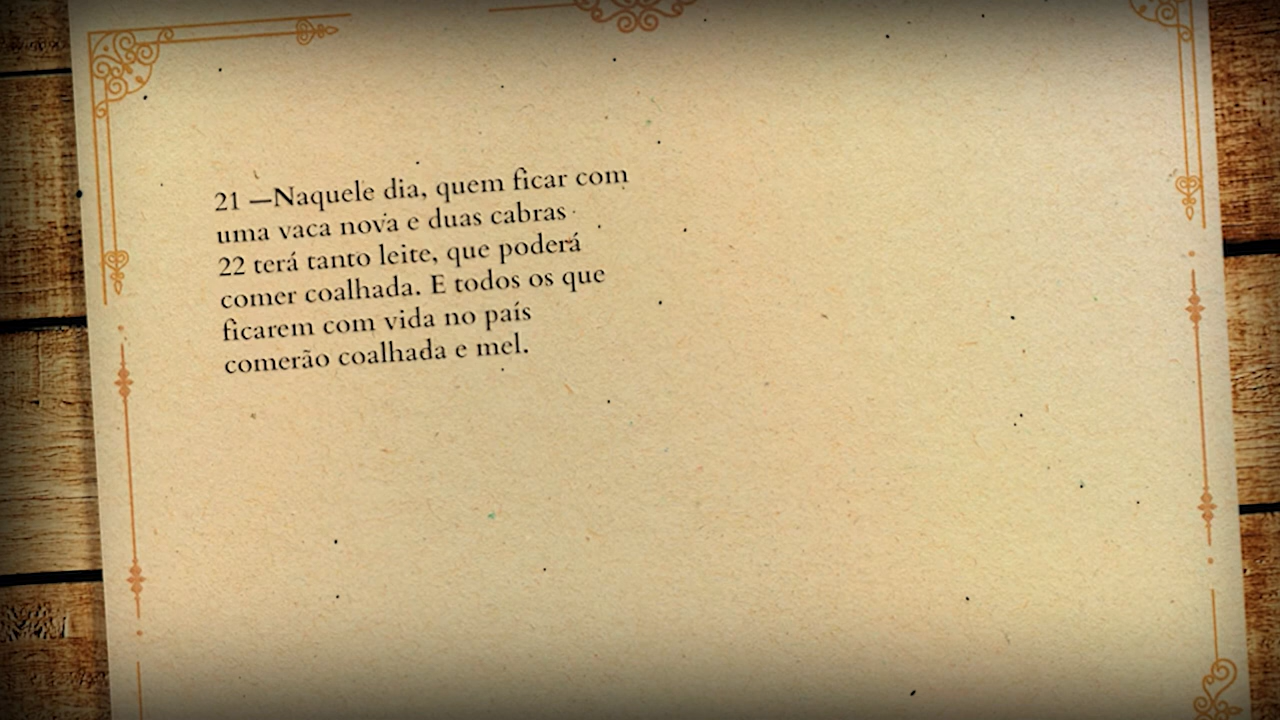 21 —Naquele dia, quem ficar com
uma vaca nova e duas cabras
22 terá tanto leite, que poderá
comer coalhada. E todos os que
ficarem com vida no país
comerão coalhada e mel.